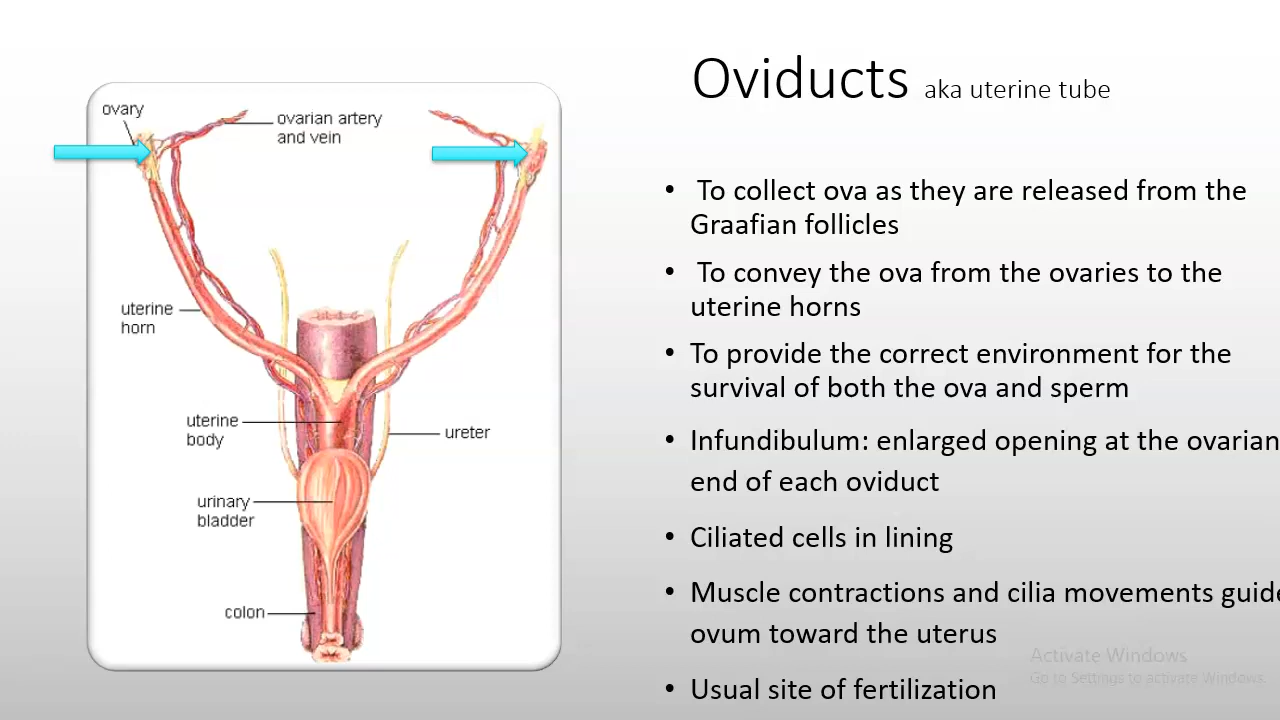 Oviducts aka uterine tube
ovary
ovarian artery
and vein
uterine
horn
uterine
body
ureter
urinary
bladder
colon
• To collect ova as they are released from the
Graafian follicles
• To convey the ova from the ovaries to the
uterine horns
• To provide the correct environment for the
survival of both the ova and sperm
• Infundibulum: enlarged opening at the ovarian
end of each oviduct
• Ciliated cells in lining
• Muscle contractions and cilia movements guide
ovum toward the uterus
• Usual site of fertilization
Activate Windows
Go to Settings to activate Windows.